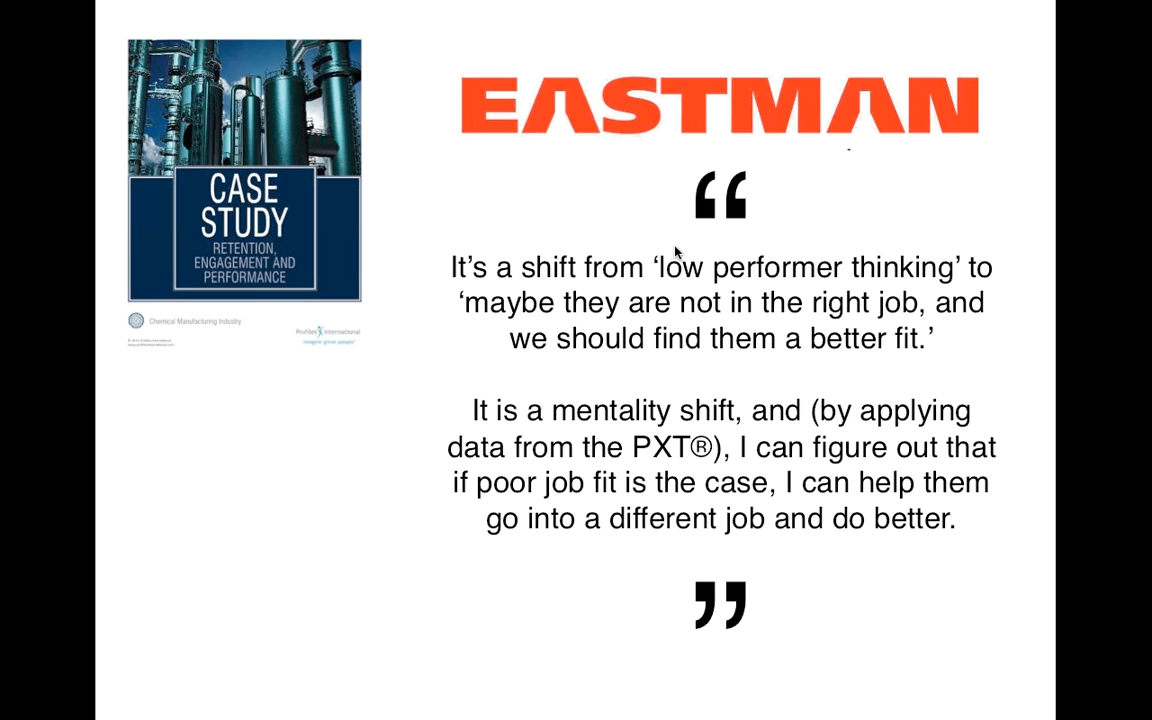 CASE
STUDY
RETENTION,
ENGAGEMENT AND
PERFORMANCE
Chemical Manufacturing Industry
Profiles International
EASTMAN
“
It’s a shift from ‘low performer thinking’ to
‘maybe they are not in the right job, and
we should find them a better fit.’
It is a mentality shift, and (by applying
data from the PXT®), I can figure out that
if poor job fit is the case, I can help them
go into a different job and do better.
”